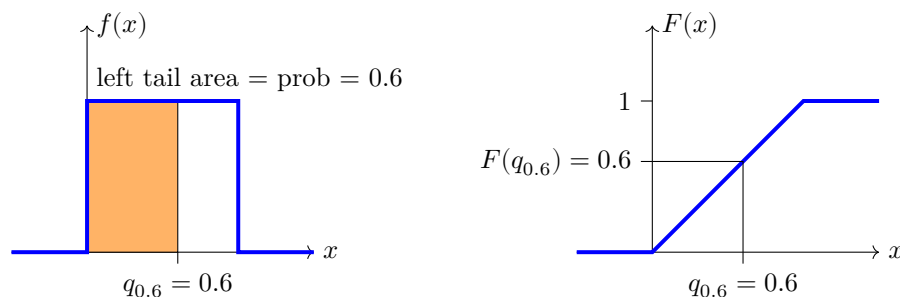 f(x)
left tail area = prob = 0.6
x
q₀.₆ = 0.6
F(x)
1
F(q₀.₆) = 0.6
x
q₀.₆ = 0.6